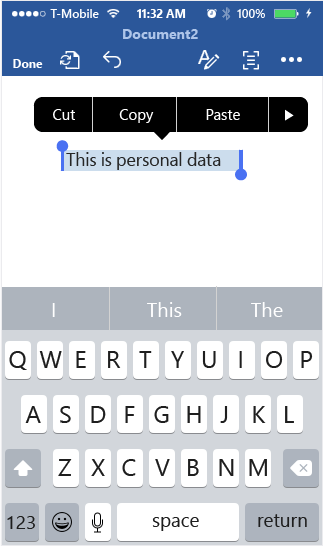 T-Mobile 11:32 AM 100%
Document2
Done
Cut Copy Paste
This is personal data
I This The
Q W E R T Y U I O P
A S D F G H J K L
Z X C V B N M
123 space return